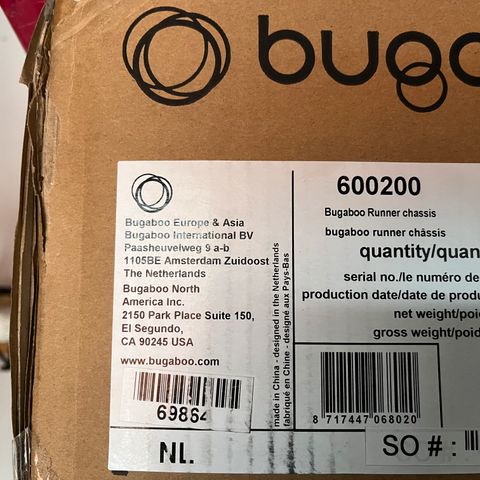 bugo
600200
Bugaboo Runner chassis
bugaboo runner châssis
quantity/quan
serial no./le numéro de
production date/date de produ
net weight/poid
gross weight/poid
Bugaboo Europe & Asia
Bugaboo International BV
Paasheuvelweg 9 a-b
1105BE Amsterdam Zuidoost
The Netherlands
Bugaboo North
America Inc.
2150 Park Place Suite 150,
El Segundo,
CA 90245 USA
www.bugaboo.com
made in China - designed in the Netherlands
fabriqué en Chine - designé aux Pays-Bas
69864
8 717447 068020
NL.
SO # :